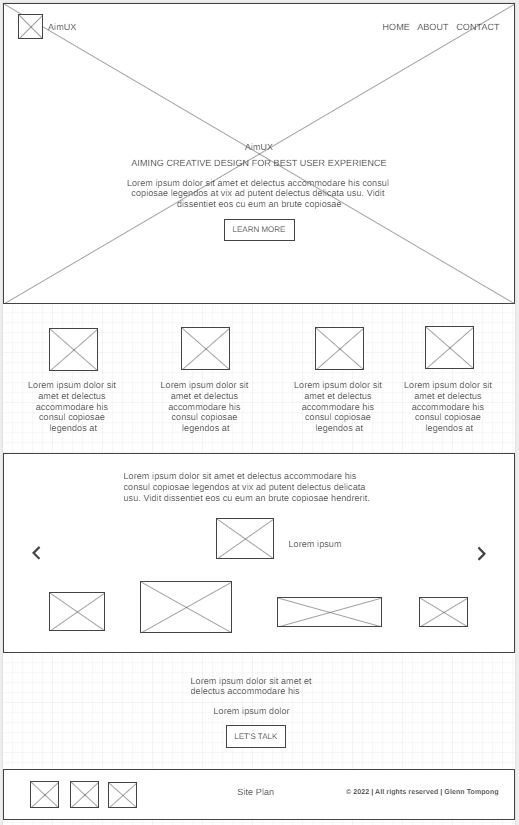 AimUX
HOME ABOUT CONTACT
AimUX
AIMING CREATIVE DESIGN FOR BEST USER EXPERIENCE
Lorem ipsum dolor sit amet et delectus accommodare his consul
copiosae legendos at vix ad putent delectus delicata usu. Vidit
dissentiet eos cu eum an brute copiosae
LEARN MORE
Lorem ipsum dolor sit
amet et delectus
accommodare his
consul copiosae
legendos at
Lorem ipsum dolor sit
amet et delectus
accommodare his
consul copiosae
legendos at
Lorem ipsum dolor sit
amet et delectus
accommodare his
consul copiosae
legendos at
Lorem ipsum dolor sit
amet et delectus
accommodare his
consul copiosae
legendos at
Lorem ipsum dolor sit amet et delectus accommodare his
consul copiosae legendos at vix ad putent delectus delicata
usu. Vidit dissentiet eos cu eum an brute copiosae hendrerit.
Lorem ipsum
Lorem ipsum dolor sit amet et
delectus accommodare his
Lorem ipsum dolor
LET'S TALK
Site Plan
© 2022 | All rights reserved | Glenn Tompong